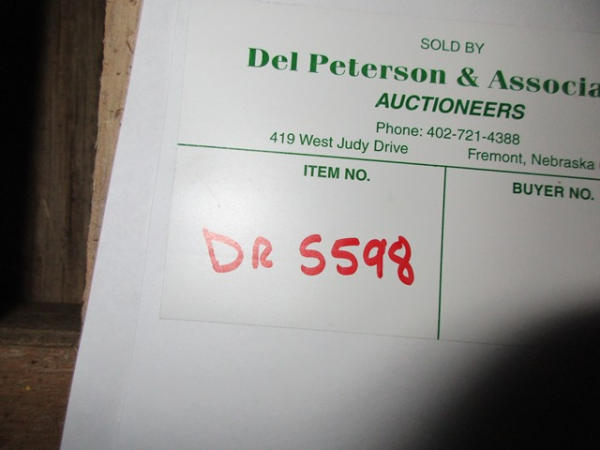 SOLD BY
Del Peterson & Associa
AUCTIONEERS
Phone: 402-721-4388
419 West Judy Drive Fremont, Nebraska
ITEM NO. BUYER NO.
DR 5598